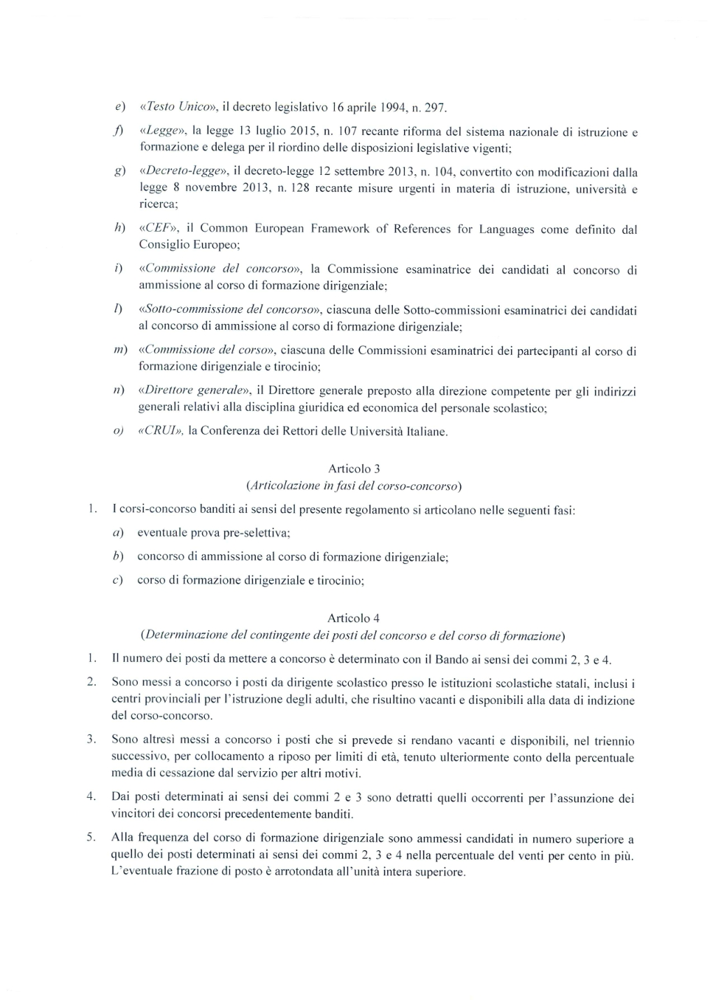 e) «Testo Unico», il decreto legislativo 16 aprile 1994, n. 297.
f) «Legge», la legge 13 luglio 2015, n. 107 recante riforma del sistema nazionale di istruzione e
formazione e delega per il riordino delle disposizioni legislative vigenti;
g) «Decreto-legge», il decreto-legge 12 settembre 2013, n. 104, convertito con modificazioni dalla
legge 8 novembre 2013, n. 128 recante misure urgenti in materia di istruzione, università e
ricerca;
h) «CEF», il Common European Framework of References for Languages come definito dal
Consiglio Europeo;
i) «Commissione del concorso», la Commissione esaminatrice dei candidati al concorso di
ammissione al corso di formazione dirigenziale;
l) «Sotto-commissione del concorso», ciascuna delle Sotto-commissioni esaminatrici dei candidati
al concorso di ammissione al corso di formazione dirigenziale;
m) «Commissione del corso», ciascuna delle Commissioni esaminatrici dei partecipanti al corso di
formazione dirigenziale e tirocinio;
n) «Direttore generale», il Direttore generale preposto alla direzione competente per gli indirizzi
generali relativi alla disciplina giuridica ed economica del personale scolastico;
o) «CRUI», la Conferenza dei Rettori delle Università Italiane.
Articolo 3
(Articolazione in fasi del corso-concorso)
1. I corsi-concorso banditi ai sensi del presente regolamento si articolano nelle seguenti fasi:
a) eventuale prova pre-selettiva;
b) concorso di ammissione al corso di formazione dirigenziale;
c) corso di formazione dirigenziale e tirocinio;
Articolo 4
(Determinazione del contingente dei posti del concorso e del corso di formazione)
1. Il numero dei posti da mettere a concorso è determinato con il Bando ai sensi dei commi 2, 3 e 4.
2. Sono messi a concorso i posti da dirigente scolastico presso le istituzioni scolastiche statali, inclusi i
centri provinciali per l'istruzione degli adulti, che risultino vacanti e disponibili alla data di indizione
del corso-concorso.
3. Sono altresì messi a concorso i posti che si prevede si rendano vacanti e disponibili, nel triennio
successivo, per collocamento a riposo per limiti di età, tenuto ulteriormente conto della percentuale
media di cessazione dal servizio per altri motivi.
4. Dai posti determinati ai sensi dei commi 2 e 3 sono detratti quelli occorrenti per l'assunzione dei
vincitori dei concorsi precedentemente banditi.
5. Alla frequenza del corso di formazione dirigenziale sono ammessi candidati in numero superiore a
quello dei posti determinati ai sensi dei commi 2, 3 e 4 nella percentuale del venti per cento in più.
L'eventuale frazione di posto è arrotondata all'unità intera superiore.